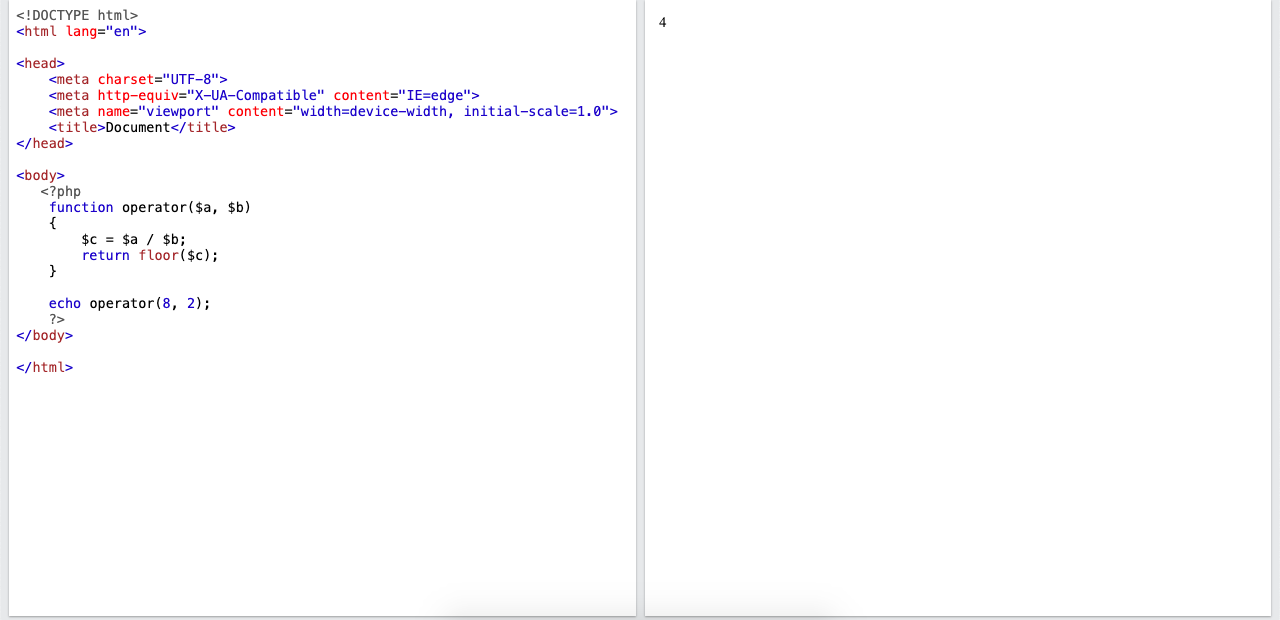 <!DOCTYPE html>
<html lang="en">
<head>
<meta charset="UTF-8">
<meta http-equiv="X-UA-Compatible" content="IE=edge">
<meta name="viewport" content="width=device-width, initial-scale=1.0">
<title>Document</title>
</head>
<body>
<?php
function operator($a, $b)
{
$c = $a / $b;
return floor($c);
}
echo operator(8, 2);
?>
</body>
</html>
4